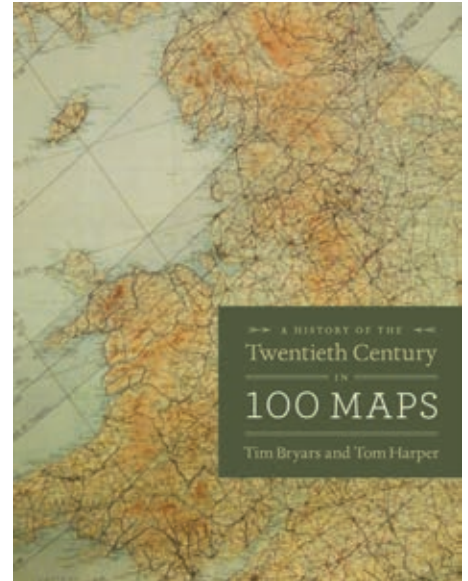 A HISTORY OF THE
Twentieth Century
IN
100 MAPS
Tim Bryars and Tom Harper